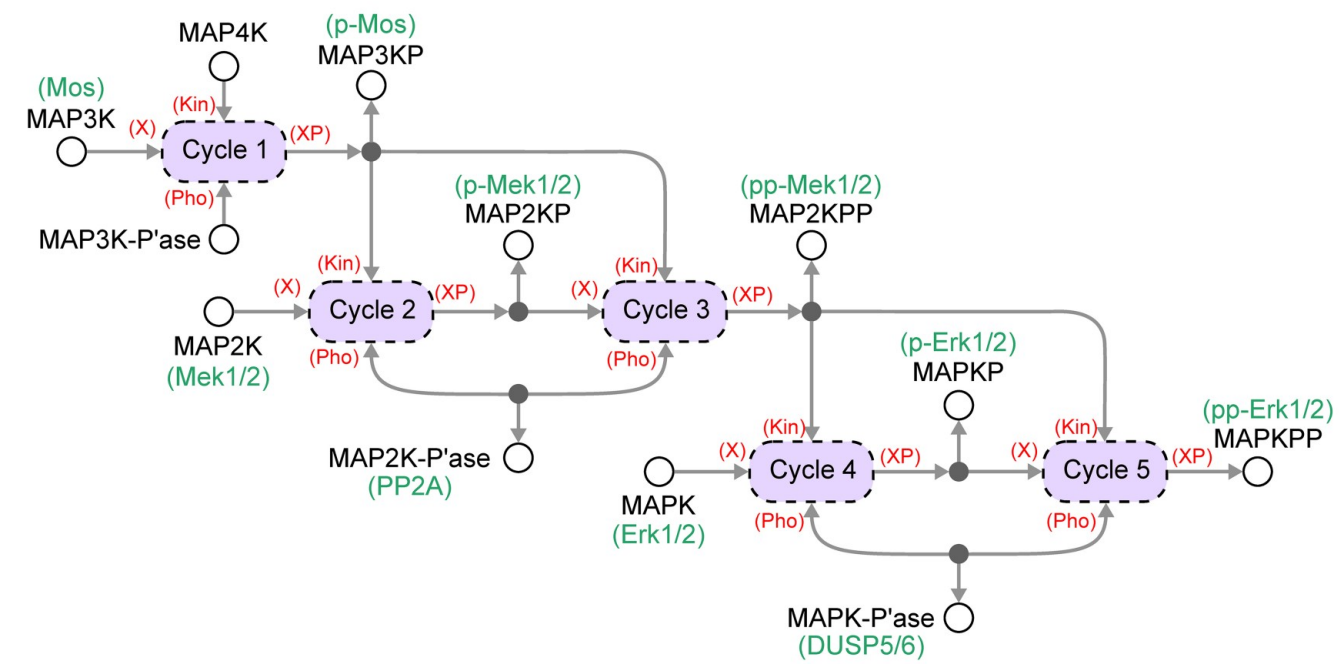 (p-Mos)
MAP4K
MAP3KP
(Mos)
MAP3K
(Kin)
(X)
Cycle 1
(XP)
(Pho)
MAP3K-P'ase
(p-Mek1/2)
MAP2KP
(pp-Mek1/2)
MAP2KPP
(Kin)
(Kin)
(X)
Cycle 2
(XP)
(X)
Cycle 3
(XP)
MAP2K
(Mek1/2)
(Pho)
(Pho)
(p-Erk1/2)
MAPKP
(pp-Erk1/2)
MAPKPP
MAP2K-P'ase
(PP2A)
(Kin)
(Kin)
(X)
Cycle 4
(XP)
(X)
Cycle 5
(XP)
MAPK
(Erk1/2)
(Pho)
(Pho)
MAPK-P'ase
(DUSP5/6)